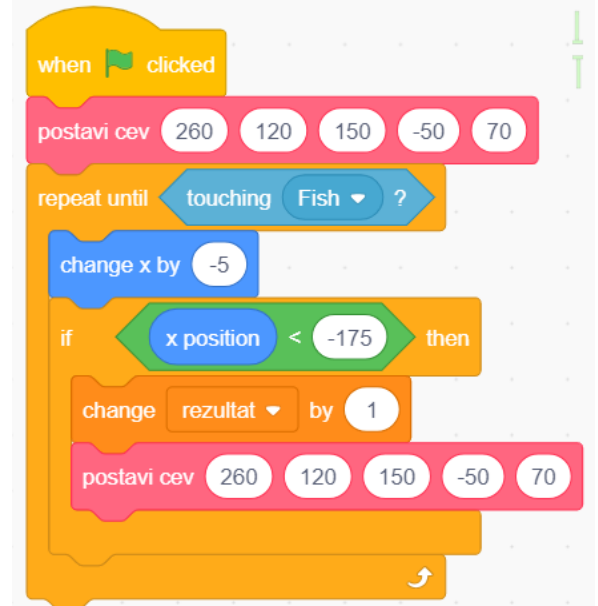 when clicked
postavi cev 260 120 150 -50 70
repeat until touching Fish ?
change x by -5
if x position < -175 then
change rezultat by 1
postavi cev 260 120 150 -50 70